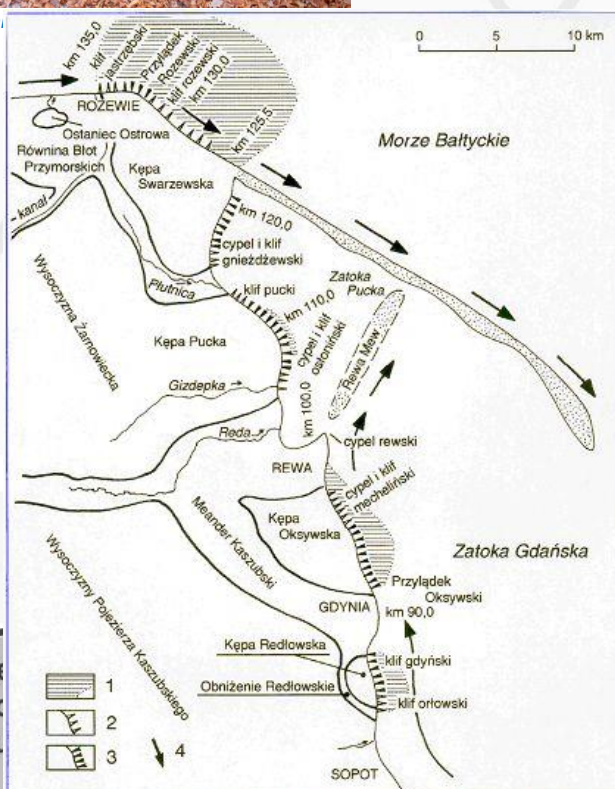 0 5 10 km
km 135,0
klif
jastrzębski
Przylądek
Rozewski
klif rozewski
km 130,0
km 125,5
ROZEWIE
Ostaniec Ostrowa
Równina Błot
Przymorskich
Morze Bałtyckie
Kępa
Swarzewska
kanał
km 120,0
cypel i klif
gnieżdżewski
Zatoka
Pucka
Płutnica
klif pucki
km 110,0
Wysoczyzna Żarnowiecka
Kępa Pucka
cypel i klif
osłoniński
Rewa Mew
Gizdepka
km 100,0
Reda
cypel rewski
REWA
cypel i klif
mecheliński
Meander Kaszubski
Kępa
Oksywska
Zatoka Gdańska
Wysoczyzny Pojezierza Kaszubskiego
Przylądek
Oksywski
GDYNIA
km 90,0
Kępa Redłowska
klif gdyński
Obniżenie Redłowskie
klif orłowski
1
2
3
4
SOPOT